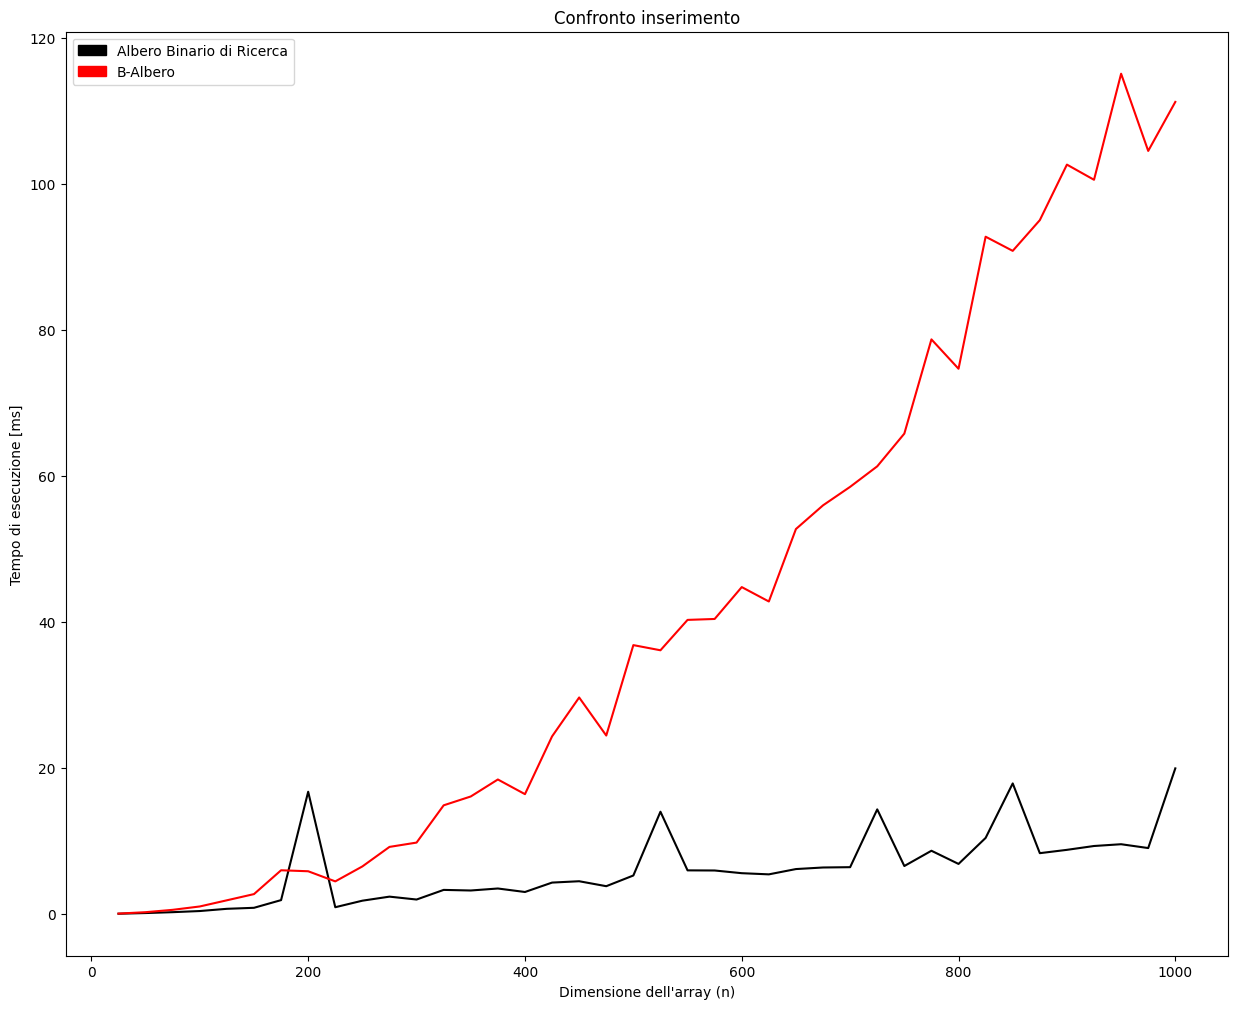 Confronto inserimento
Albero Binario di Ricerca
B-Albero
Tempo di esecuzione [ms]
120
100
80
60
40
20
0
0
200
400
600
800
1000
Dimensione dell'array (n)